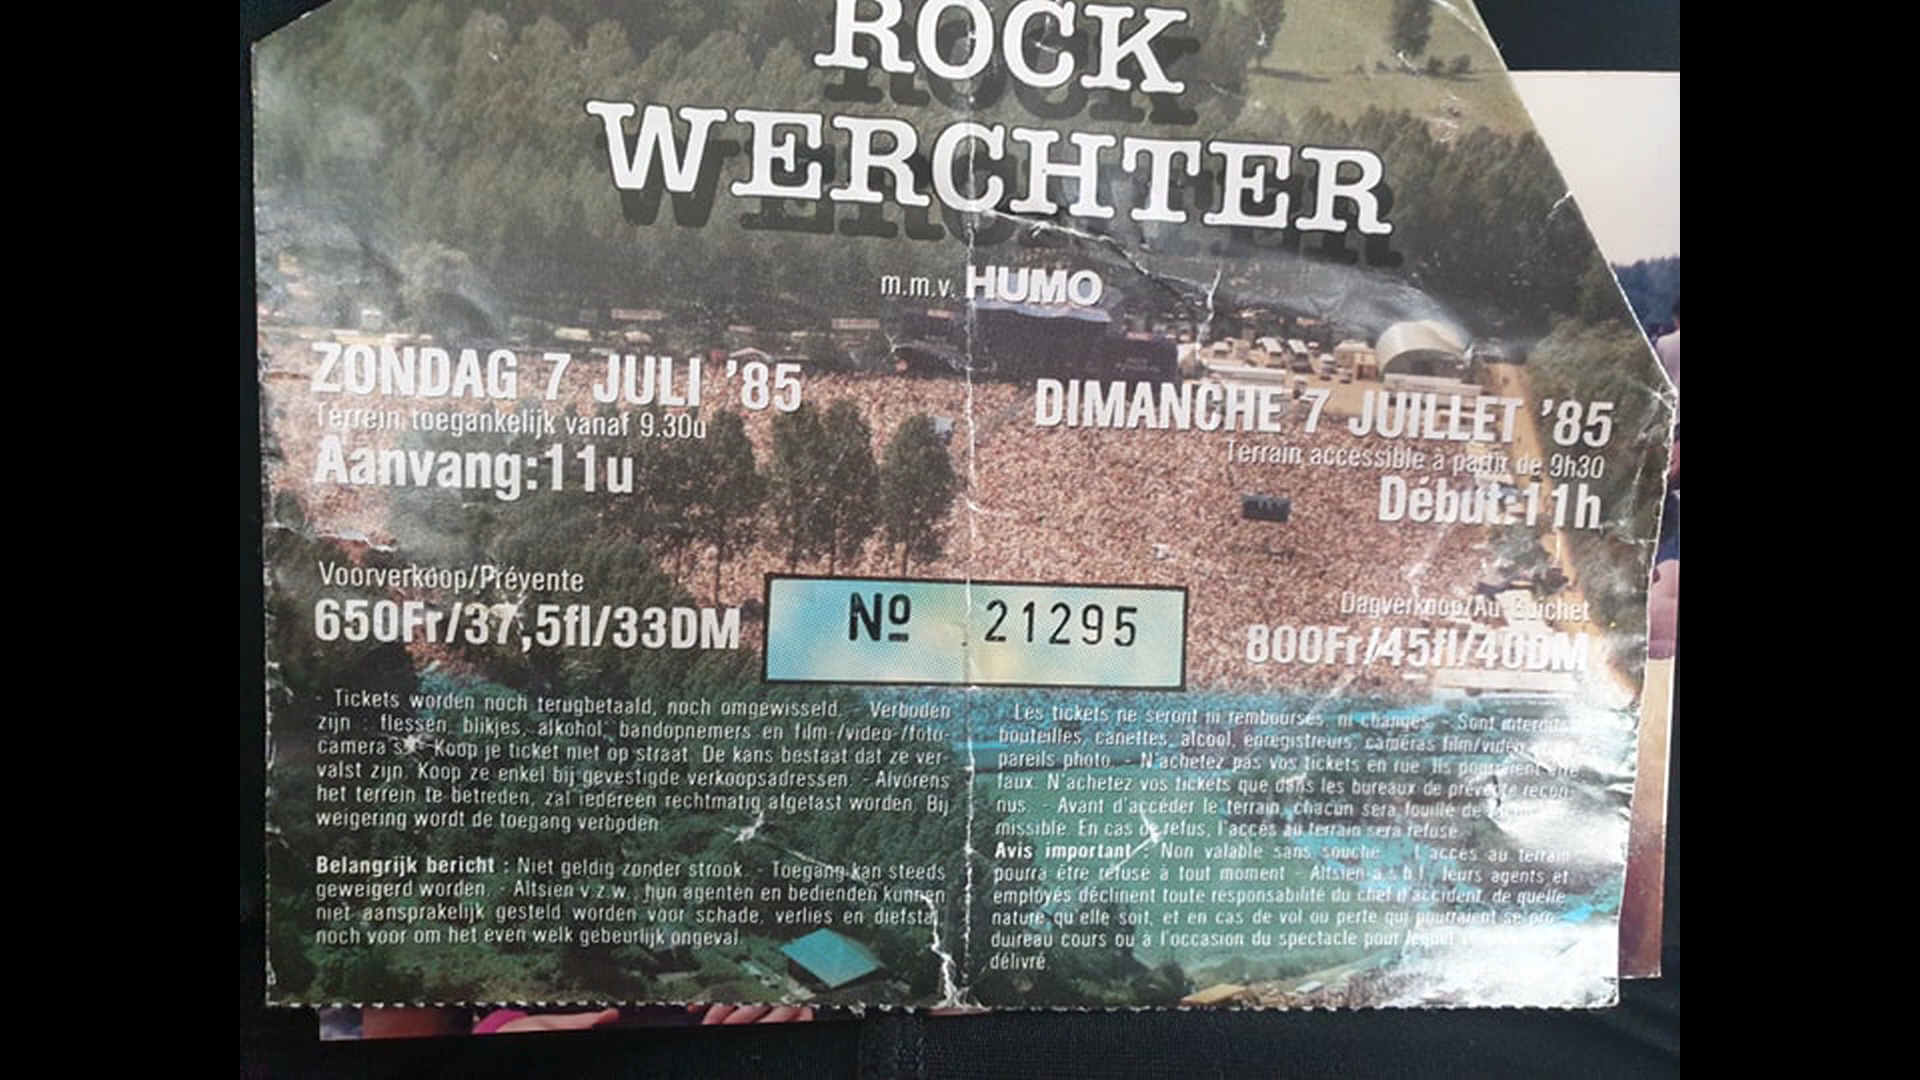 ROCK
WERCHTER
m.m.v. HUMO
ZONDAG 7 JULI '85
Terrein toegankelijk vanaf 9.30u
Aanvang:11u
DIMANCHE 7 JUILLET '85
Terrain accessible à partir de 9h30
Début:11h
Voorverkoop/Prévente
650Fr/37,5fl/33DM
Nº 21295
Dagverkoop/Au Guichet
800Fr/45fl/40DM
- Tickets worden noch terugbetaald, noch omgewisseld. Verboden
zijn : flessen, blikjes, alkohol, bandopnemers en film-/video-/foto-
camera's. - Koop je ticket niet op straat. De kans bestaat dat ze ver-
valst zijn. Koop ze enkel bij gevestigde verkoopsadressen. - Alvorens
het terrein te betreden, zal iedereen rechtmatig afgetast worden. Bij
weigering wordt de toegang verboden.
Belangrijk bericht : Niet geldig zonder strook. - Toegang kan steeds
geweigerd worden. - Altsien v.z.w., hun agenten en bedienden kunnen
niet aansprakelijk gesteld worden voor schade, verlies en diefstal
noch voor om het even welk gebeurlijk ongeval.
Les tickets ne seront ni remboursés, ni changés. - Sont interdits
bouteilles, canettes, alcool, enregistreurs, caméras film/vidéo
pareils photo. - N'achetez pas vos tickets en rue. Ils pourraient être
faux. N'achetez vos tickets que dans les bureaux de prévente recon-
nus. - Avant d'accéder le terrain, chacun sera fouillé de
missible. En cas de refus, l'accès au terrain sera refusé.
Avis important : Non valable sans souche. - L'accès au terrain
pourra être refusé à tout moment - Altsien a.s.b.l. leurs agents et
employés déclinent toute responsabilité du chef d'accident, de quelle
nature qu'elle soit, et en cas de vol ou perte qui pourraient se pro-
duireau cours ou à l'occasion du spectacle pour lequel
délivré.